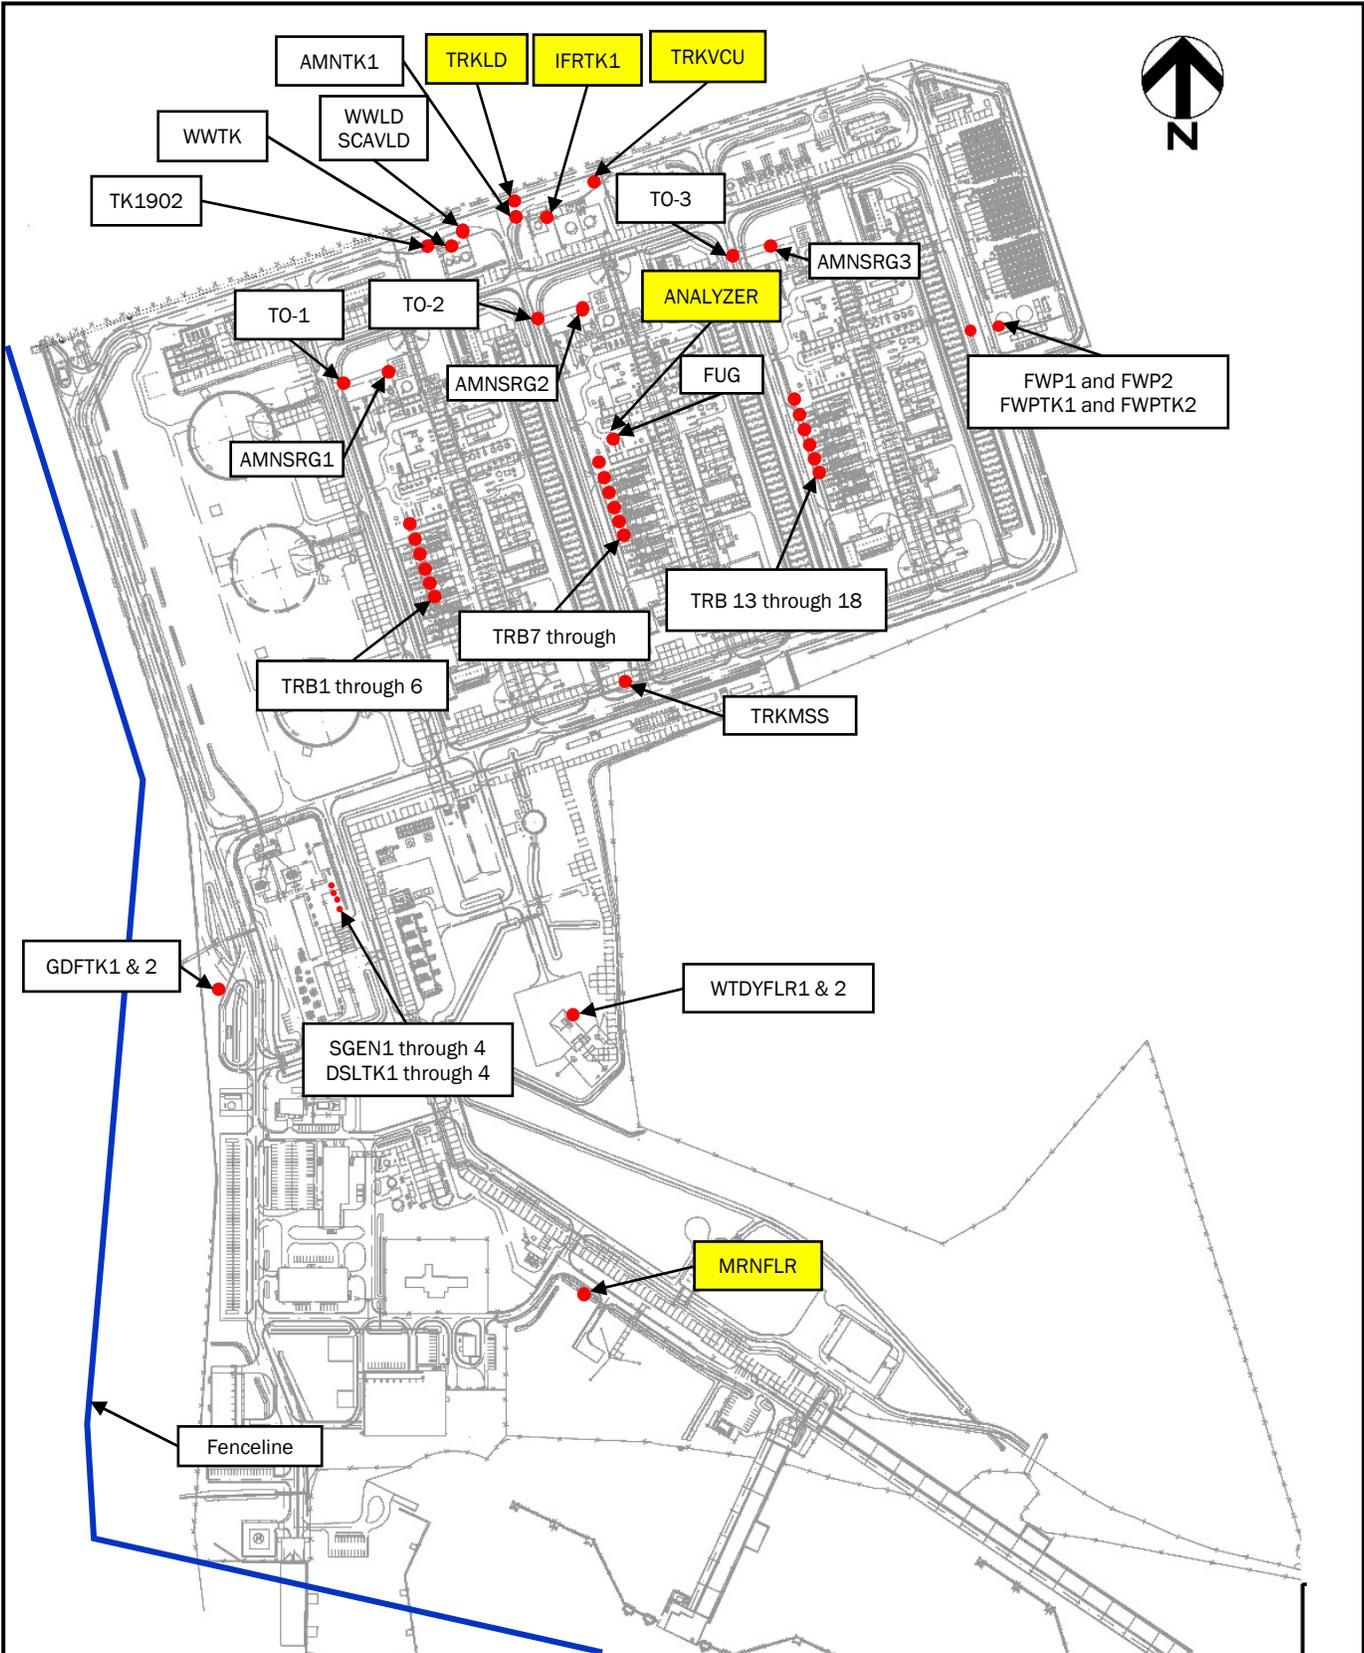 AMNTK1
TRKLD
IFRTK1
TRKVCU
WWLD
SCAVLD
WWTK
N
TK1902
TO-3
AMNSRG3
ANALYZER
TO-1
TO-2
FUG
AMNSRG2
FWP1 and FWP2
FWPTK1 and FWPTK2
AMNSRG1
TRB 13 through 18
TRB7 through
TRB1 through 6
TRKMSS
GDFTK1 & 2
WTDYFLR1 & 2
SGEN1 through 4
DSLTK1 through 4
MRNFLR
Fenceline